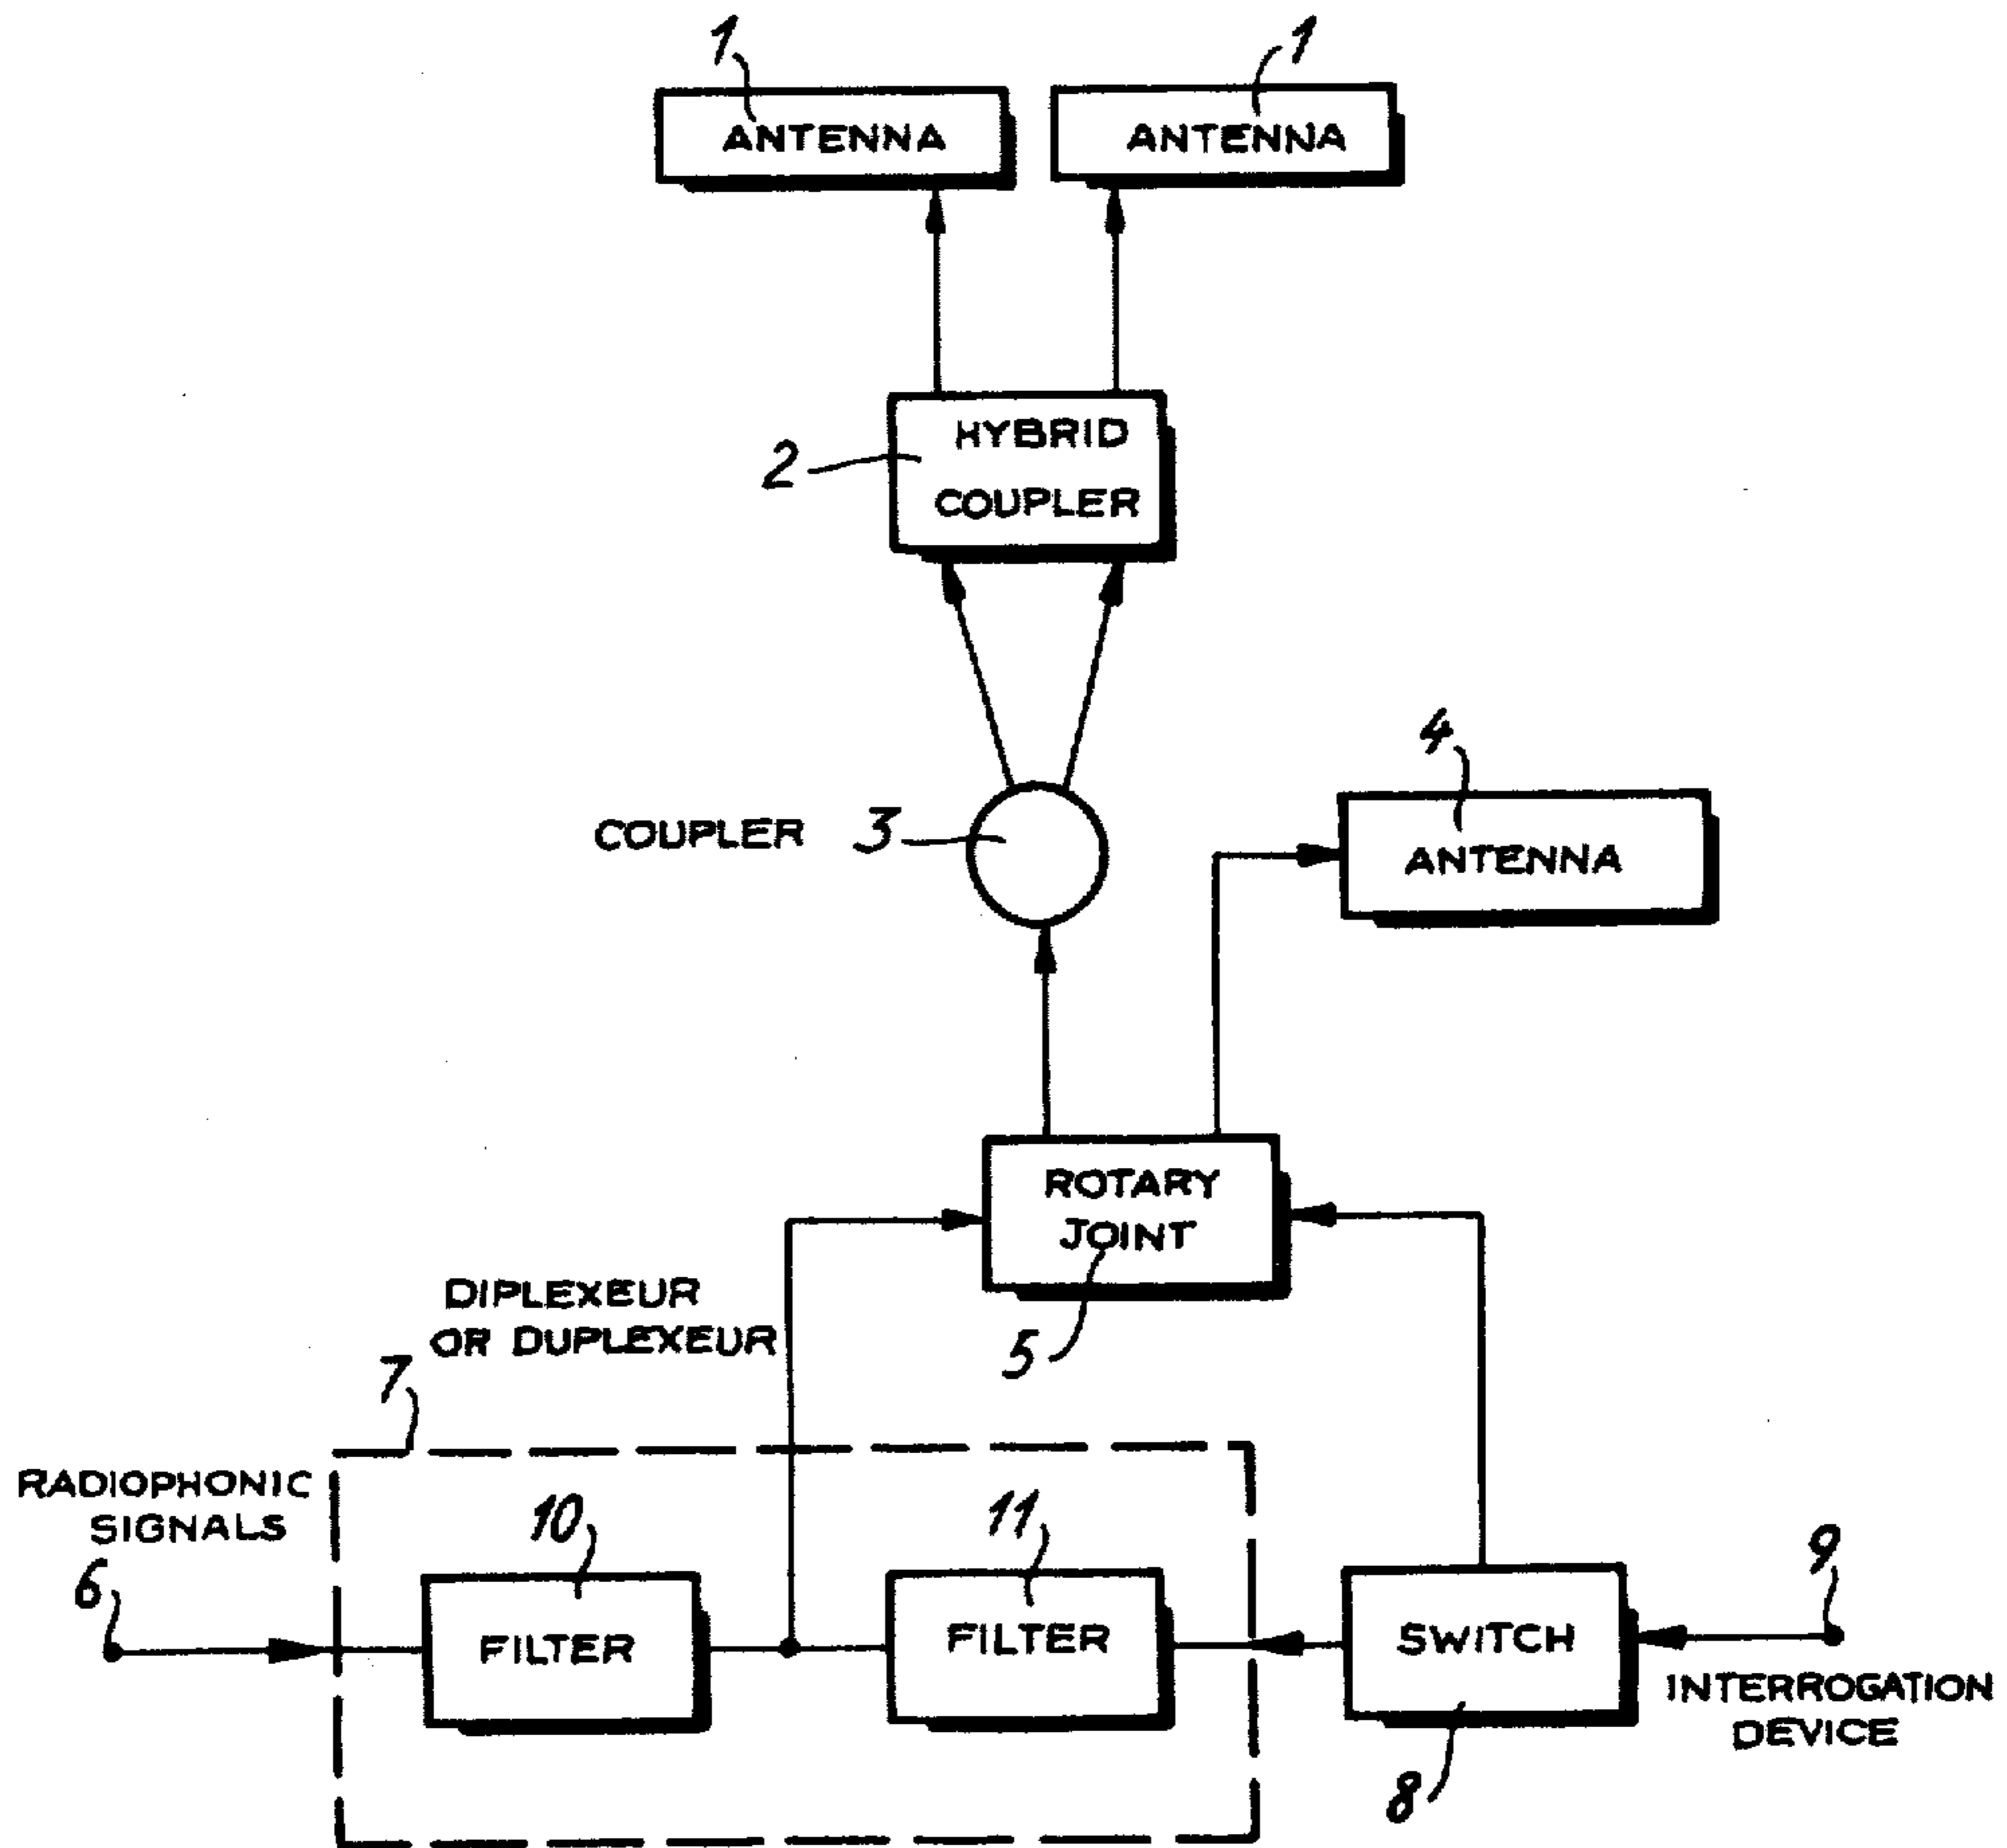 1
1
ANTENNA
ANTENNA
2
HYBRID
COUPLER
4
COUPLER
3
ANTENNA
ROTARY
JOINT
5
DIPLEXEUR
OR DUPLEXEUR
7
RADIOPHONIC
SIGNALS
6
10
11
9
FILTER
FILTER
SWITCH
INTERROGATION
DEVICE
8